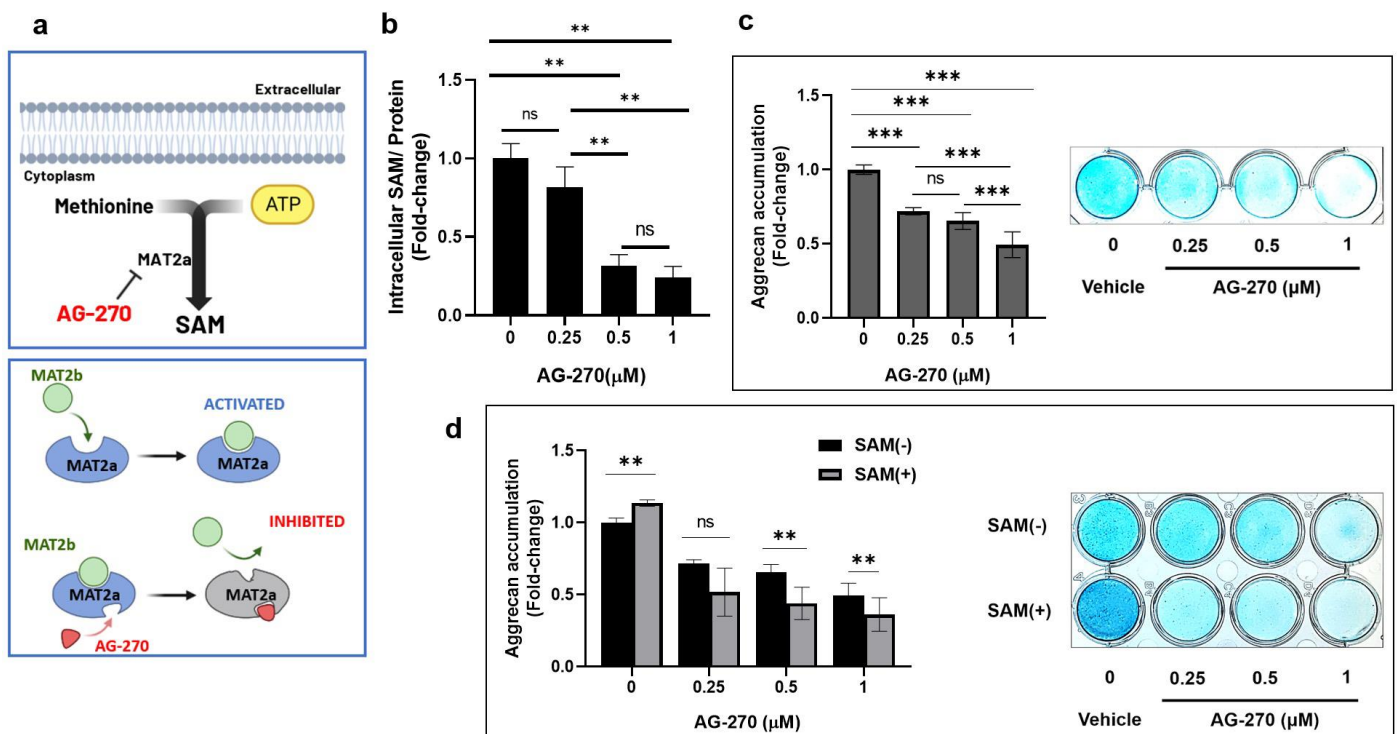 a
Extracellular
Cytoplasm
Methionine
ATP
MAT2a
AG-270
SAM
MAT2b
ACTIVATED
MAT2a
MAT2a
INHIBITED
MAT2b
MAT2a
MAT2a
AG-270
b
**
**
**
ns
**
ns
Intracellular SAM/ Protein
(Fold-change)
1.5
1.0
0.5
0.0
0 0.25 0.5 1
AG-270(μM)
c
***
***
***
***
ns
***
Aggrecan accumulation
(Fold-change)
1.5
1.0
0.5
0.0
0 0.25 0.5 1
AG-270 (μM)
0 0.25 0.5 1
Vehicle AG-270 (μM)
d
SAM(-)
SAM(+)
**
ns
**
**
Aggrecan accumulation
(Fold-change)
1.5
1.0
0.5
0.0
0 0.25 0.5 1
AG-270 (μM)
SAM(-)
SAM(+)
0 0.25 0.5 1
Vehicle AG-270 (μM)